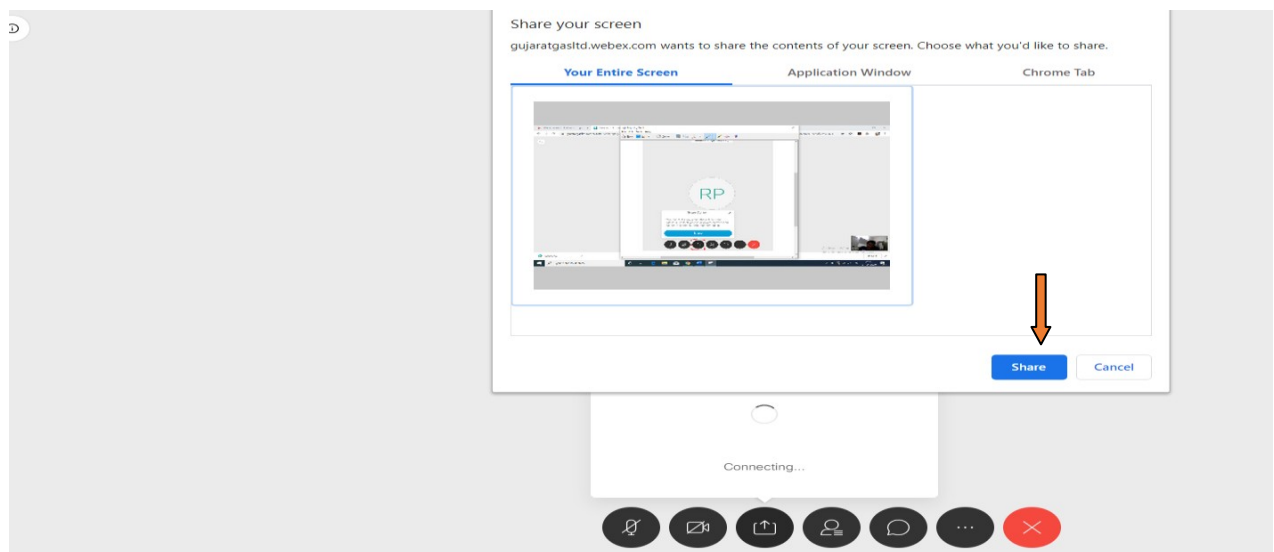 Share your screen
gujaratgasltd.webex.com wants to share the contents of your screen. Choose what you'd like to share.
Your Entire Screen
Application Window
Chrome Tab
RP
Share
Cancel
Connecting...